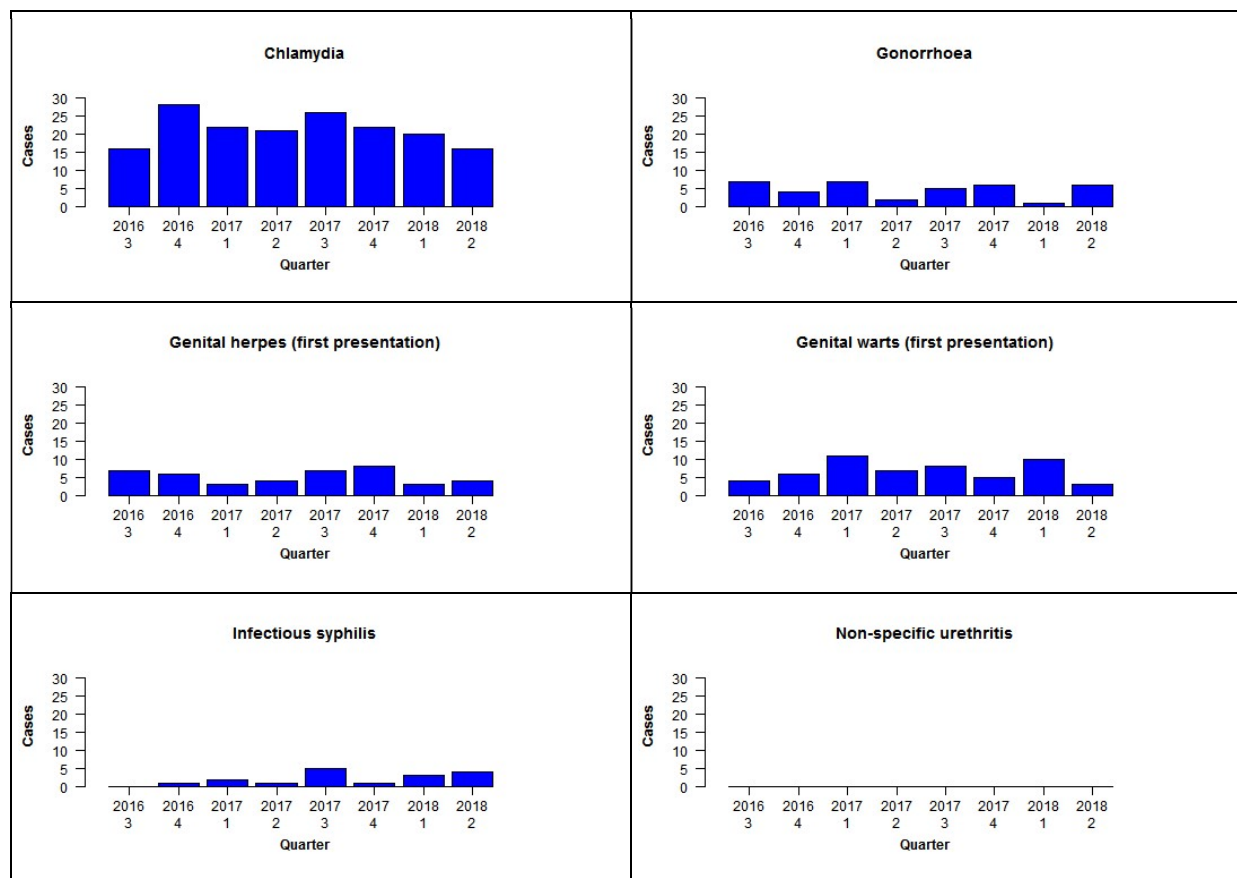 Chlamydia
30
25
20
15
10
5
0
Cases
2016 2016 2017 2017 2017 2017 2018 2018
3 4 1 2 3 4 1 2
Quarter
Gonorrhoea
30
25
20
15
10
5
0
Cases
2016 2016 2017 2017 2017 2017 2018 2018
3 4 1 2 3 4 1 2
Quarter
Genital herpes (first presentation)
30
25
20
15
10
5
0
Cases
2016 2016 2017 2017 2017 2017 2018 2018
3 4 1 2 3 4 1 2
Quarter
Genital warts (first presentation)
30
25
20
15
10
5
0
Cases
2016 2016 2017 2017 2017 2017 2018 2018
3 4 1 2 3 4 1 2
Quarter
Infectious syphilis
30
25
20
15
10
5
0
Cases
2016 2016 2017 2017 2017 2017 2018 2018
3 4 1 2 3 4 1 2
Quarter
Non-specific urethritis
30
25
20
15
10
5
0
Cases
2016 2016 2017 2017 2017 2017 2018 2018
3 4 1 2 3 4 1 2
Quarter